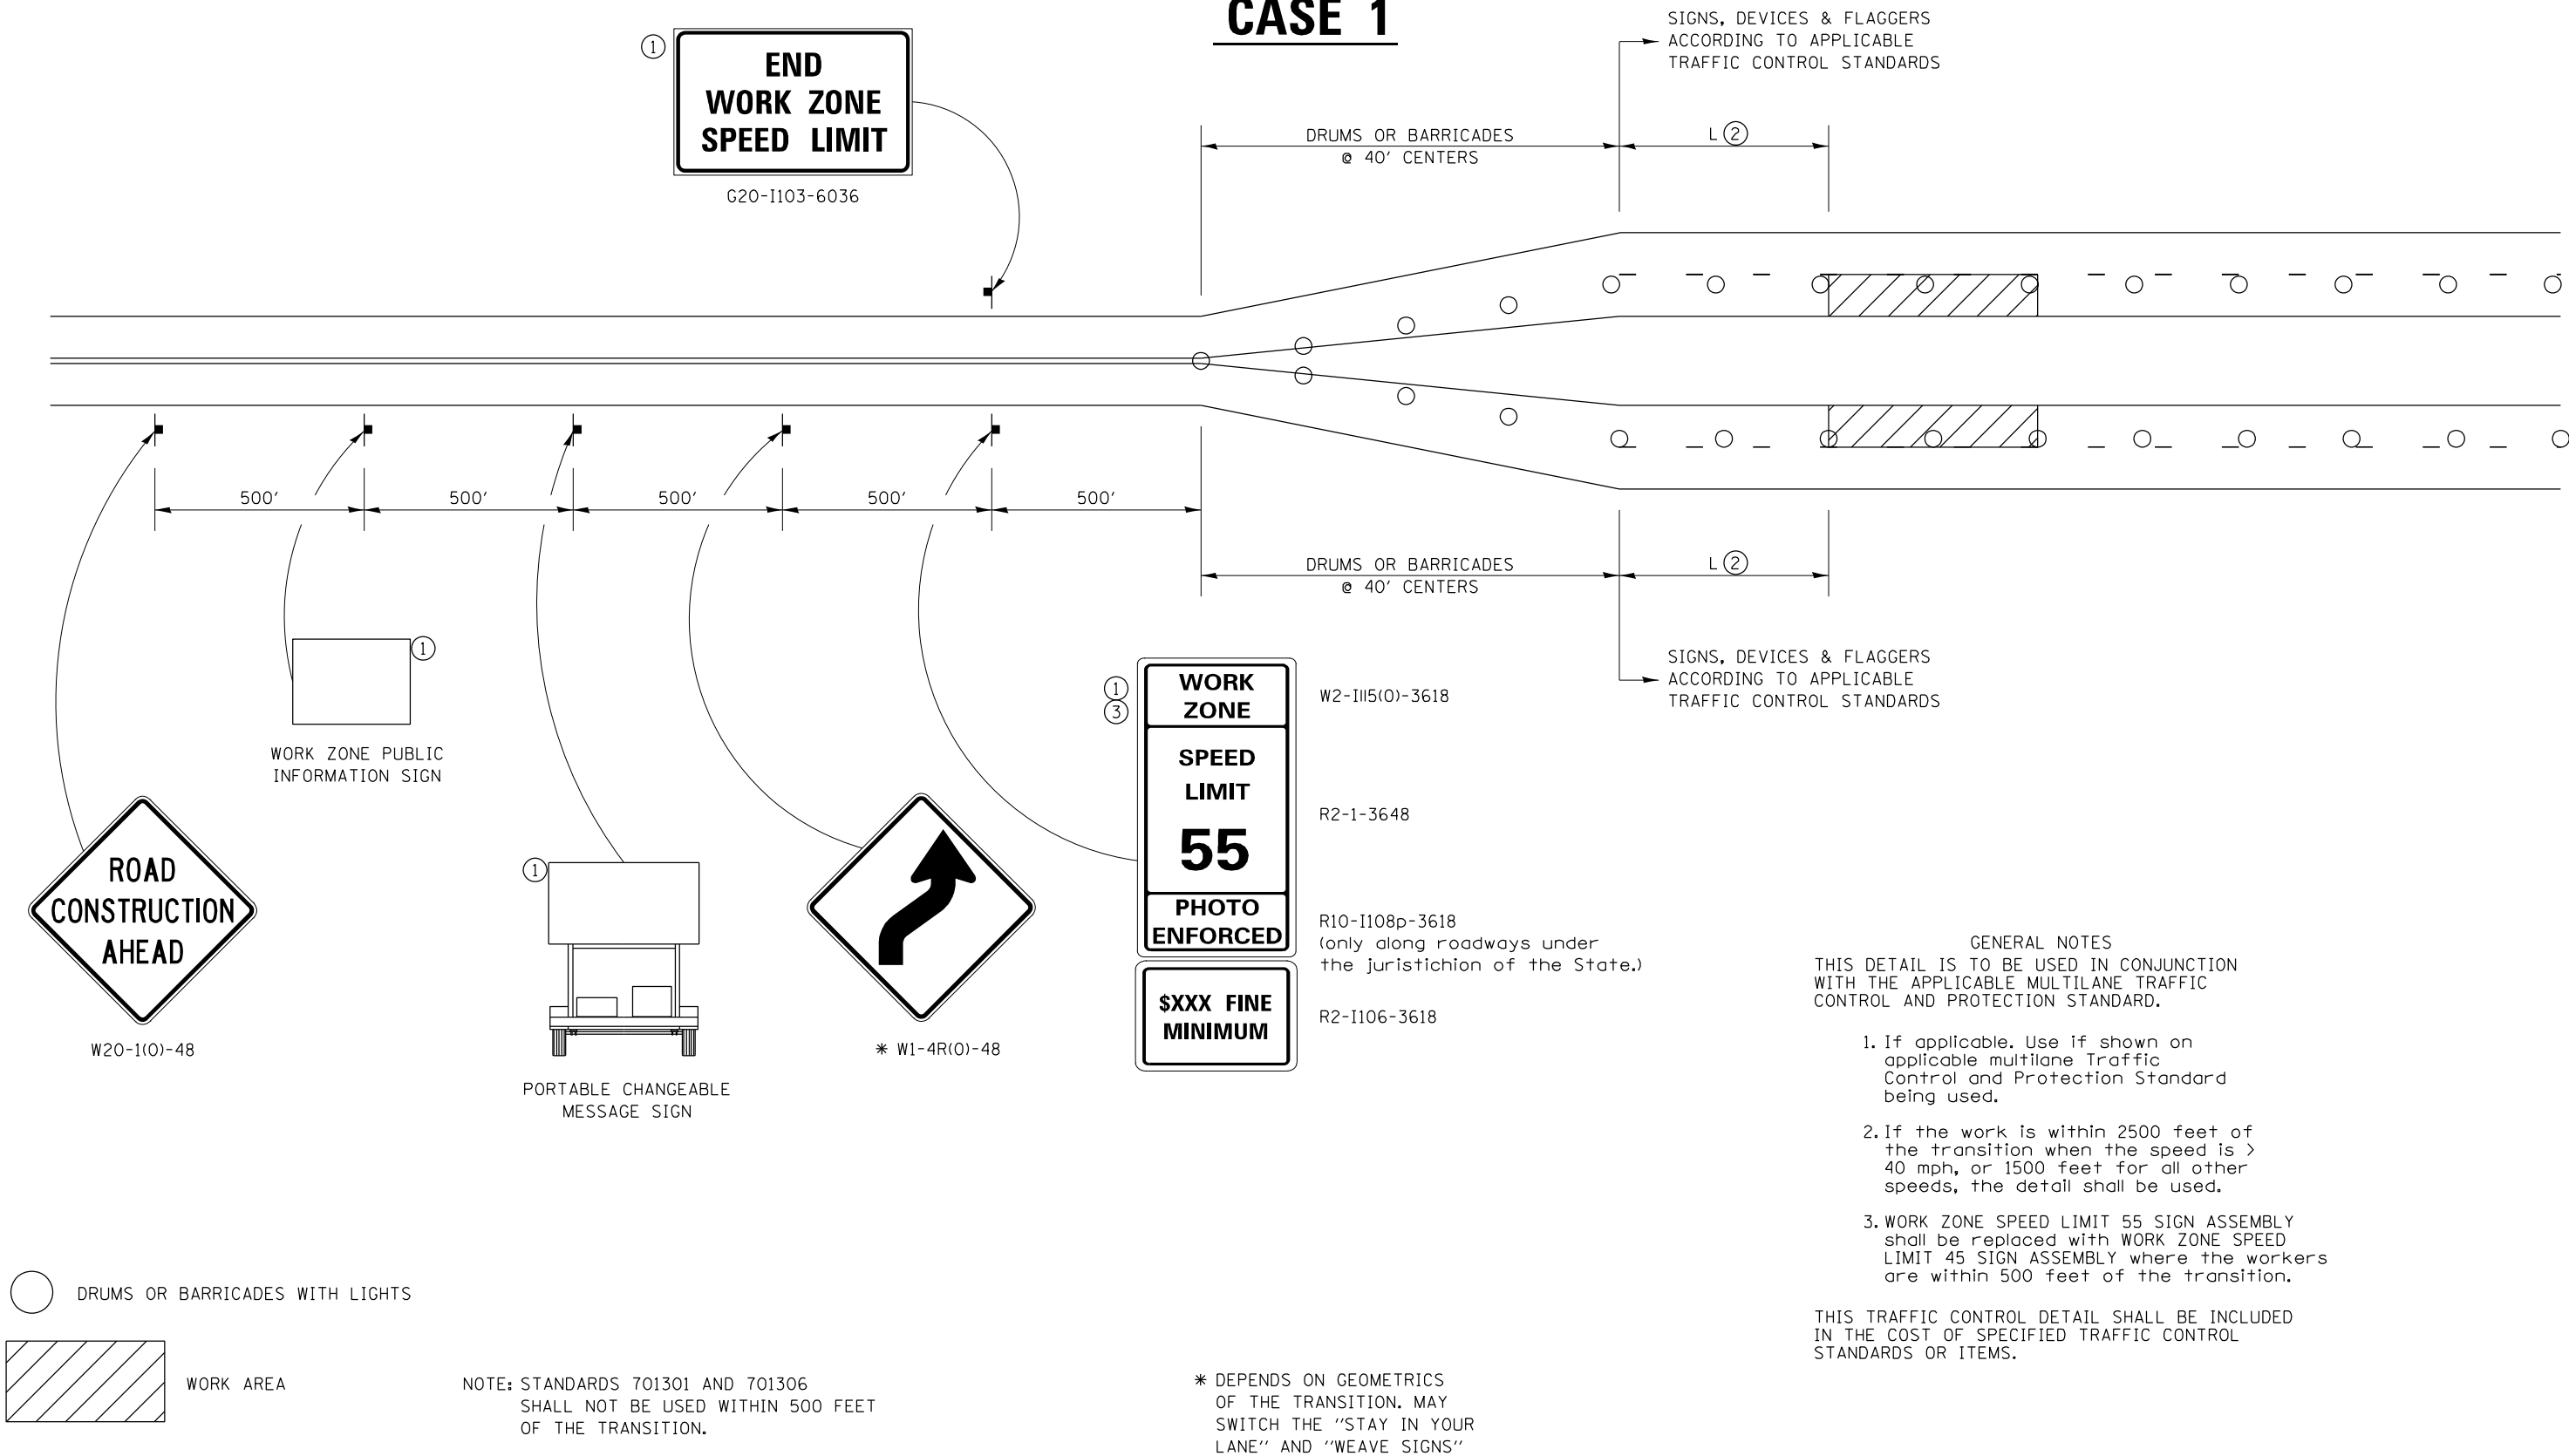 CASE 1
SIGNS, DEVICES & FLAGGERS
ACCORDING TO APPLICABLE
TRAFFIC CONTROL STANDARDS
1
END
WORK ZONE
SPEED LIMIT
G20-I103-6036
DRUMS OR BARRICADES
@ 40' CENTERS
L 2
500'
500'
500'
500'
500'
DRUMS OR BARRICADES
@ 40' CENTERS
L 2
SIGNS, DEVICES & FLAGGERS
ACCORDING TO APPLICABLE
TRAFFIC CONTROL STANDARDS
1
WORK ZONE PUBLIC
INFORMATION SIGN
ROAD
CONSTRUCTION
AHEAD
W20-1(O)-48
1
PORTABLE CHANGEABLE
MESSAGE SIGN
* W1-4R(O)-48
1
3
WORK
ZONE
W2-I115(O)-3618
SPEED
LIMIT
55
R2-1-3648
PHOTO
ENFORCED
R10-I108p-3618
(only along roadways under
the juristichion of the State.)
$XXX FINE
MINIMUM
R2-I106-3618
GENERAL NOTES
THIS DETAIL IS TO BE USED IN CONJUNCTION
WITH THE APPLICABLE MULTILANE TRAFFIC
CONTROL AND PROTECTION STANDARD.
1. If applicable. Use if shown on
applicable multilane Traffic
Control and Protection Standard
being used.
2. If the work is within 2500 feet of
the transition when the speed is >
40 mph, or 1500 feet for all other
speeds, the detail shall be used.
3. WORK ZONE SPEED LIMIT 55 SIGN ASSEMBLY
shall be replaced with WORK ZONE SPEED
LIMIT 45 SIGN ASSEMBLY where the workers
are within 500 feet of the transition.
THIS TRAFFIC CONTROL DETAIL SHALL BE INCLUDED
IN THE COST OF SPECIFIED TRAFFIC CONTROL
STANDARDS OR ITEMS.
DRUMS OR BARRICADES WITH LIGHTS
WORK AREA
NOTE: STANDARDS 701301 AND 701306
SHALL NOT BE USED WITHIN 500 FEET
OF THE TRANSITION.
* DEPENDS ON GEOMETRICS
OF THE TRANSITION. MAY
SWITCH THE "STAY IN YOUR
LANE" AND "WEAVE SIGNS"